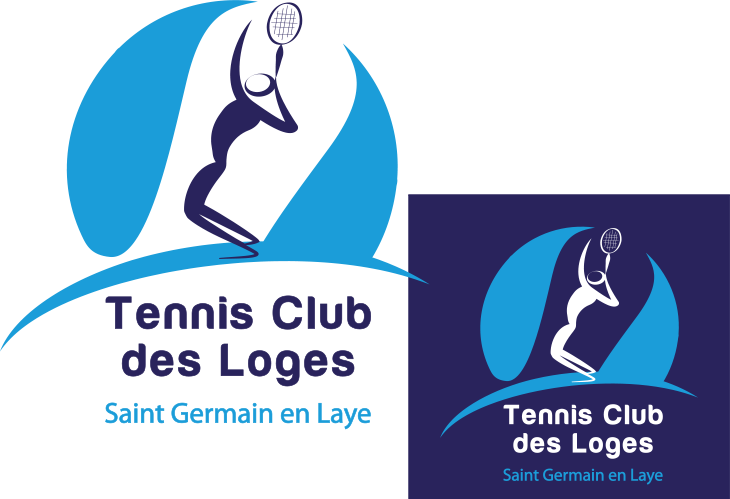 Tennis Club
des Loges
Saint Germain en Laye
Tennis Club
des Loges
Saint Germain en Laye